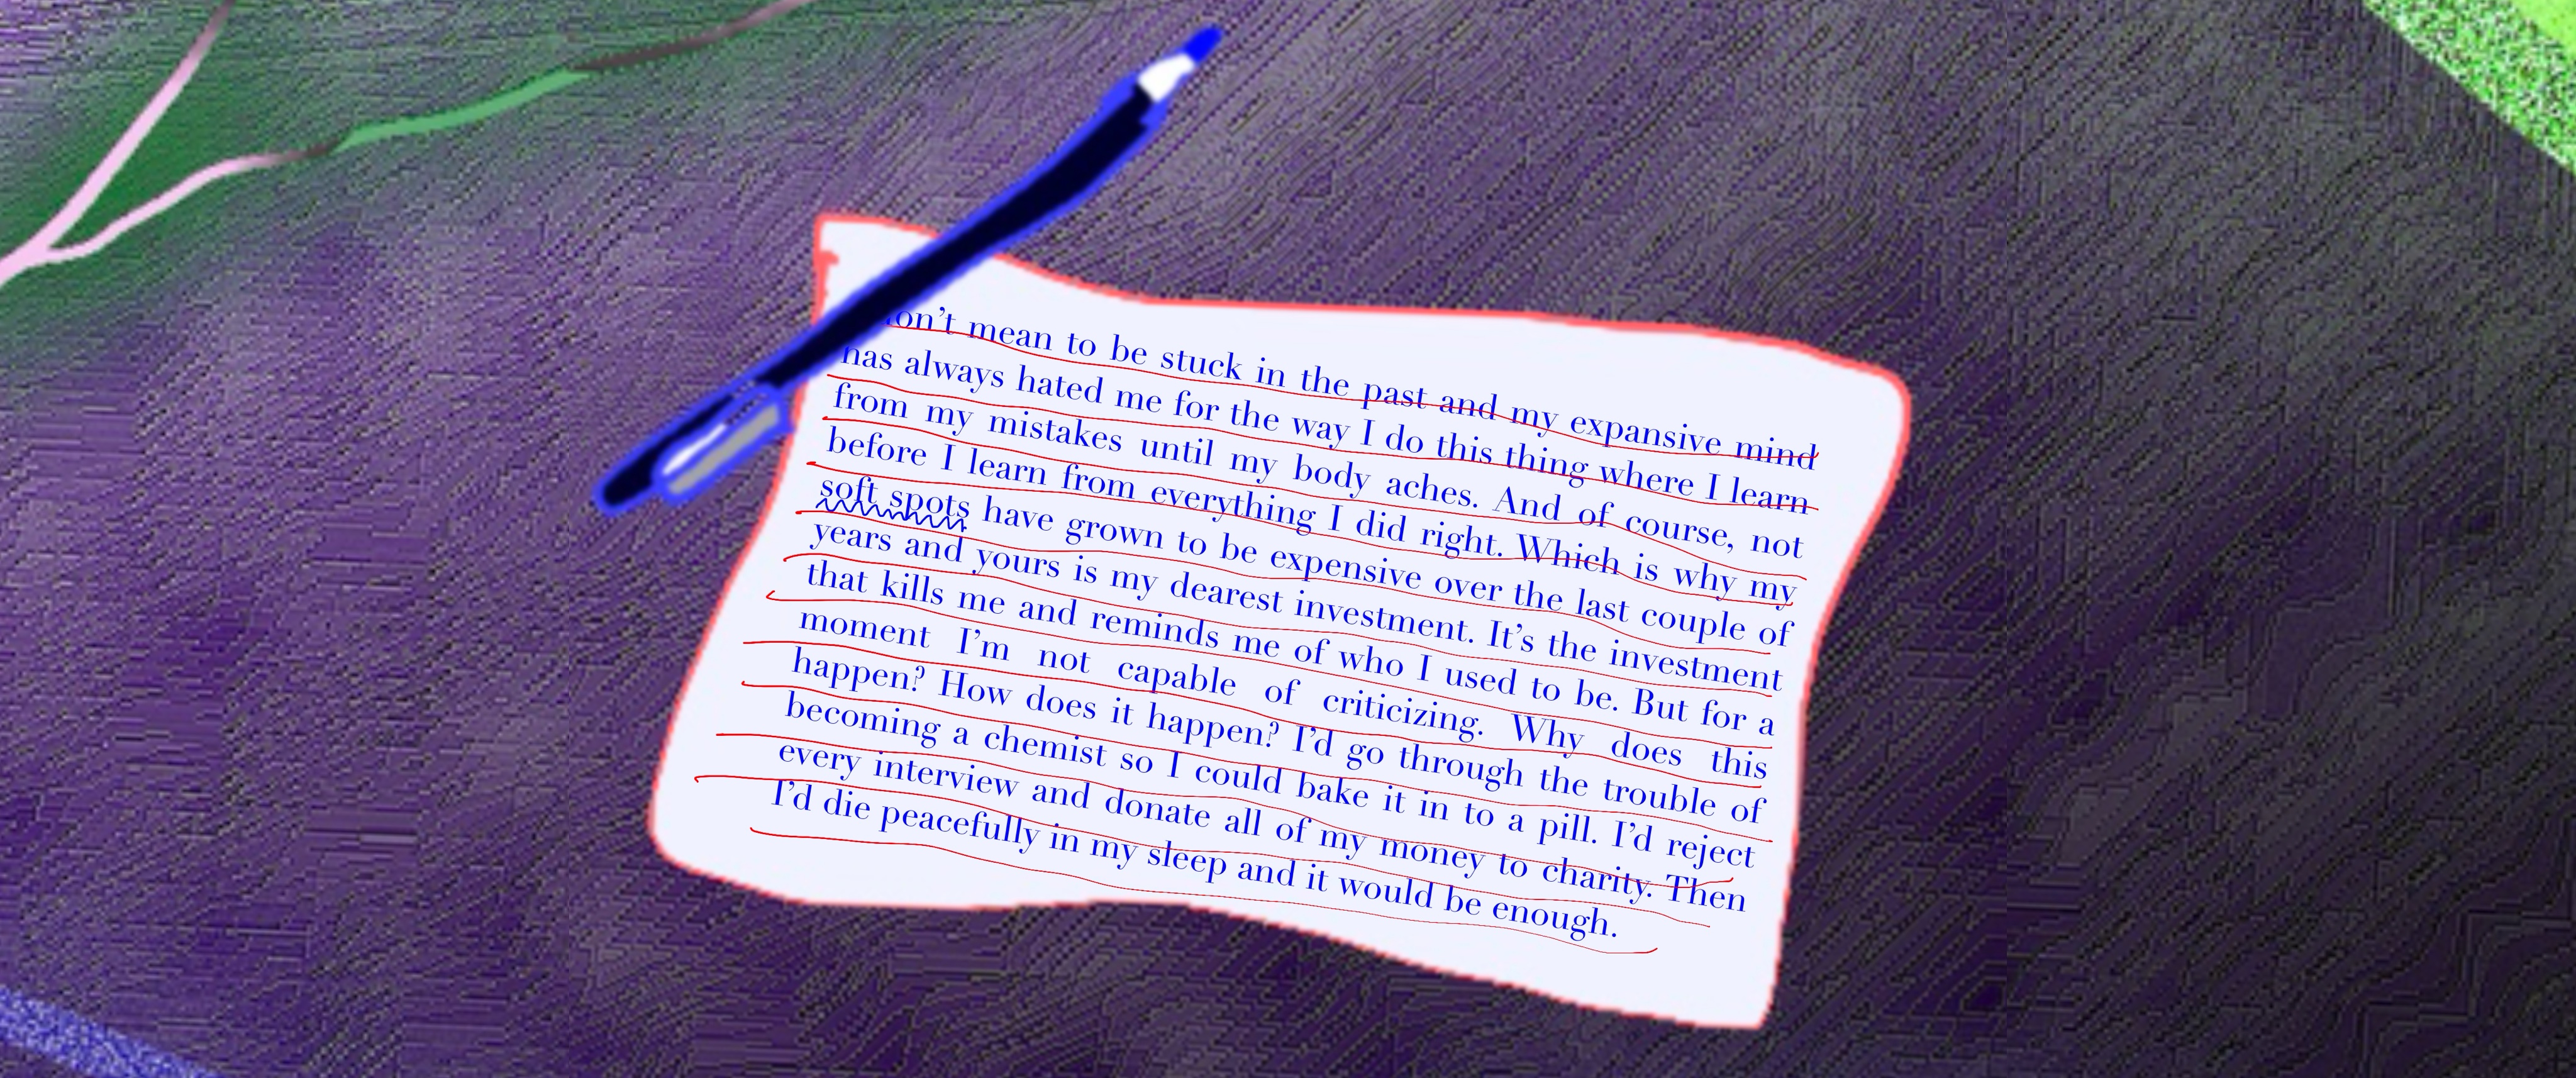 don't mean to be stuck in the past and my expansive mind
has always hated me for the way I do this thing where I learn
from my mistakes until my body aches. And of course, not
before I learn from everything I did right. Which is why my
soft spots have grown to be expensive over the last couple of
years and yours is my dearest investment. It's the investment
that kills me and reminds me of who I used to be. But for a
moment I'm not capable of criticizing. Why does this
happen? How does it happen? I'd go through the trouble of
becoming a chemist so I could bake it in to a pill. I'd reject
every interview and donate all of my money to charity. Then
I'd die peacefully in my sleep and it would be enough.